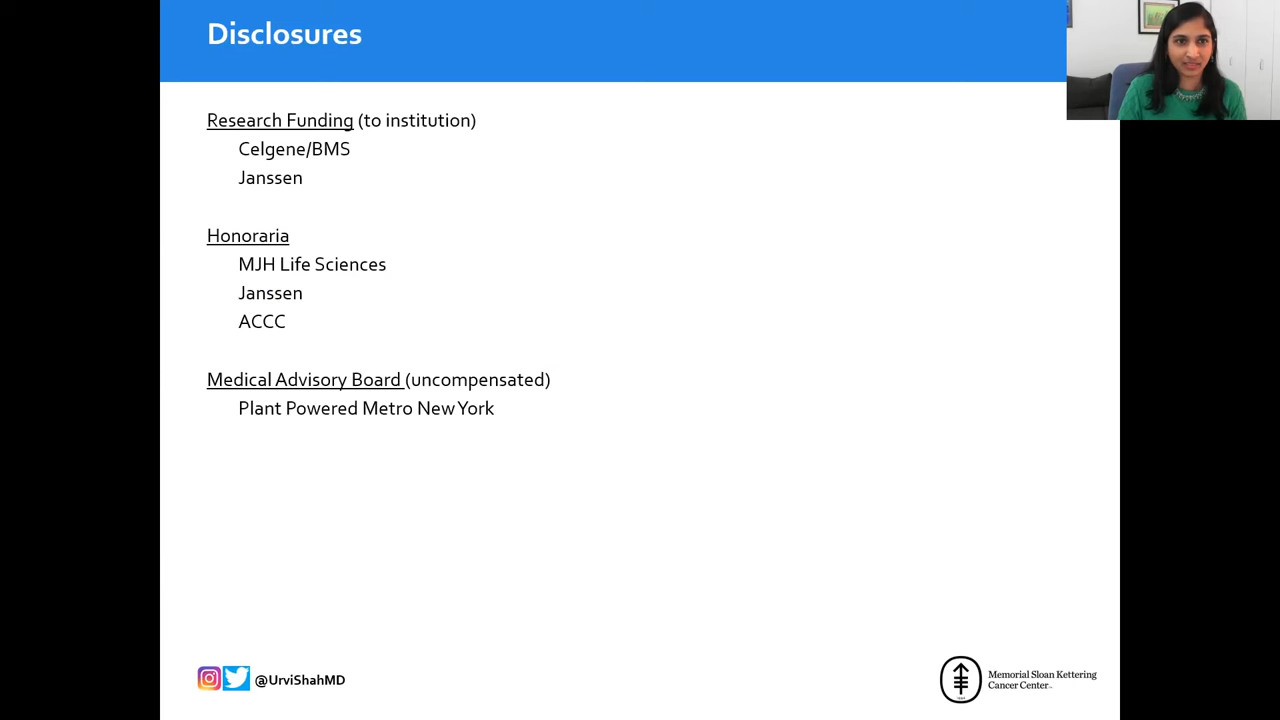 Disclosures
Research Funding (to institution)
Celgene/BMS
Janssen
Honoraria
MJH Life Sciences
Janssen
ACCC
Medical Advisory Board (uncompensated)
Plant Powered Metro New York
@UrviShahMD
Memorial Sloan Kettering
Cancer Center